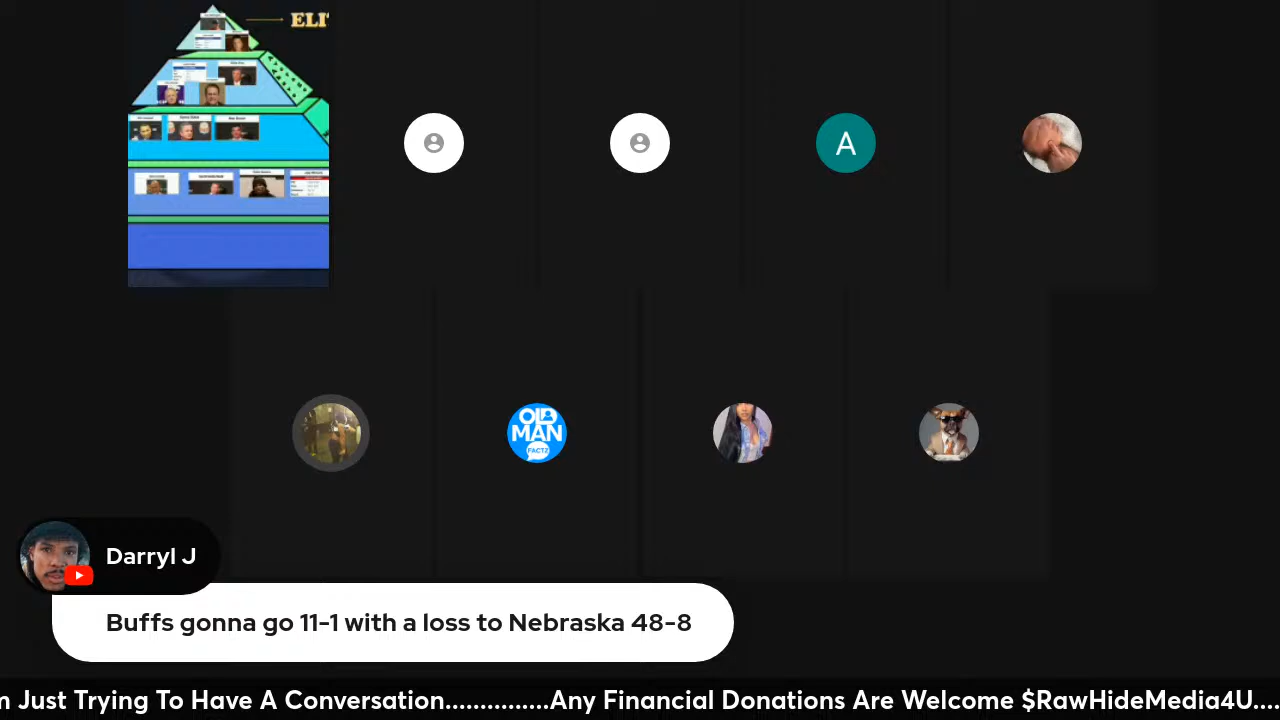 ELI
A
OLD
MAN
FACTZ
Darryl J
Buffs gonna go 11-1 with a loss to Nebraska 48-8
m Just Trying To Have A Conversation...............Any Financial Donations Are Welcome $RawHideMedia4U....